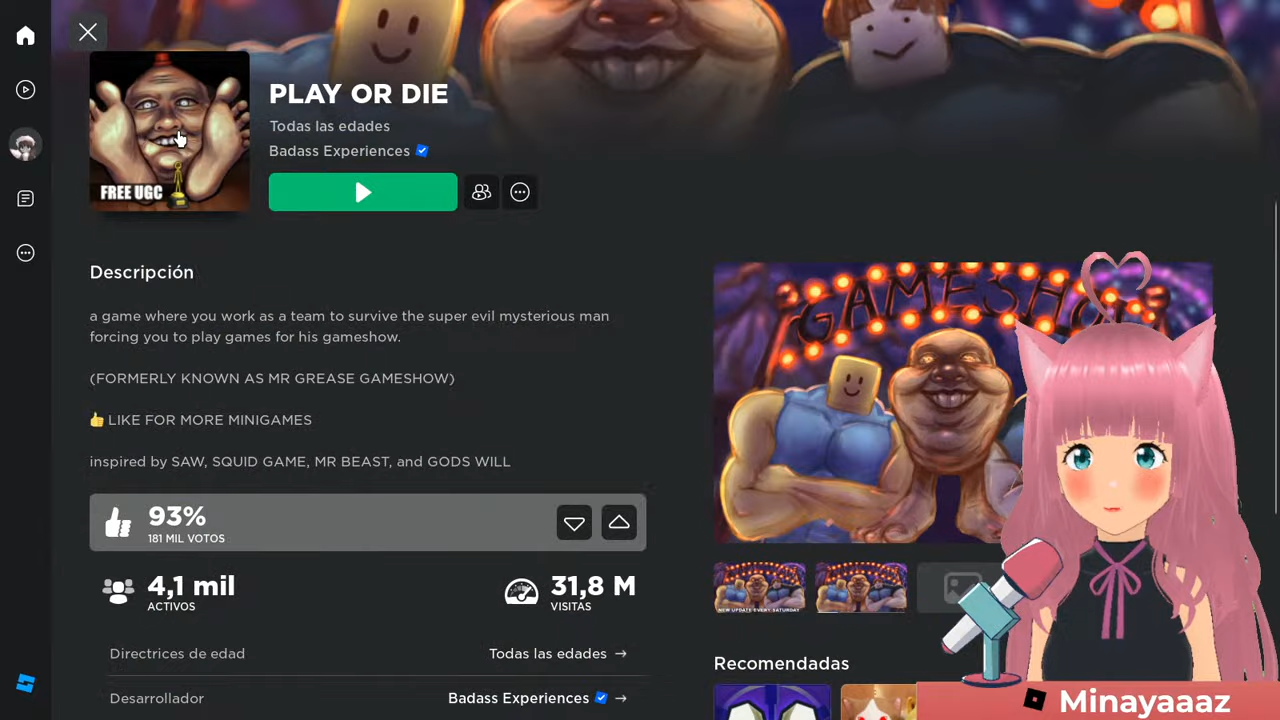 PLAY OR DIE
Todas las edades
Badass Experiences
FREE UGC
Descripción
a game where you work as a team to survive the super evil mysterious man
forcing you to play games for his gameshow.
(FORMERLY KNOWN AS MR GREASE GAMESHOW)
👍 LIKE FOR MORE MINIGAMES
inspired by SAW, SQUID GAME, MR BEAST, and GODS WILL
93%
181 MIL VOTOS
4,1 mil
ACTIVOS
31,8 M
VISITAS
Directrices de edad
Todas las edades →
Desarrollador
Badass Experiences →
GAMESHOW
NEW UPDATE EVERY SATURDAY
Recomendadas
Minayaaaz